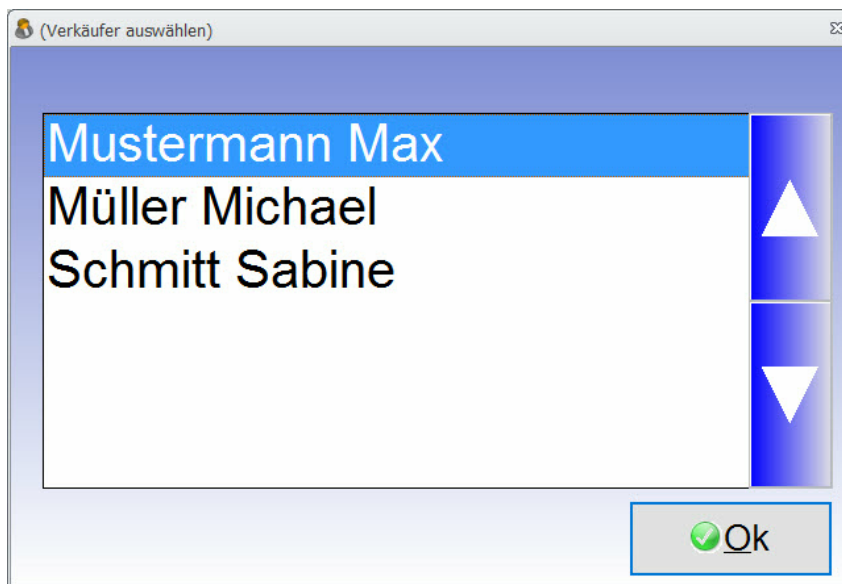 (Verkäufer auswählen)
Mustermann Max
Müller Michael
Schmitt Sabine
Ok